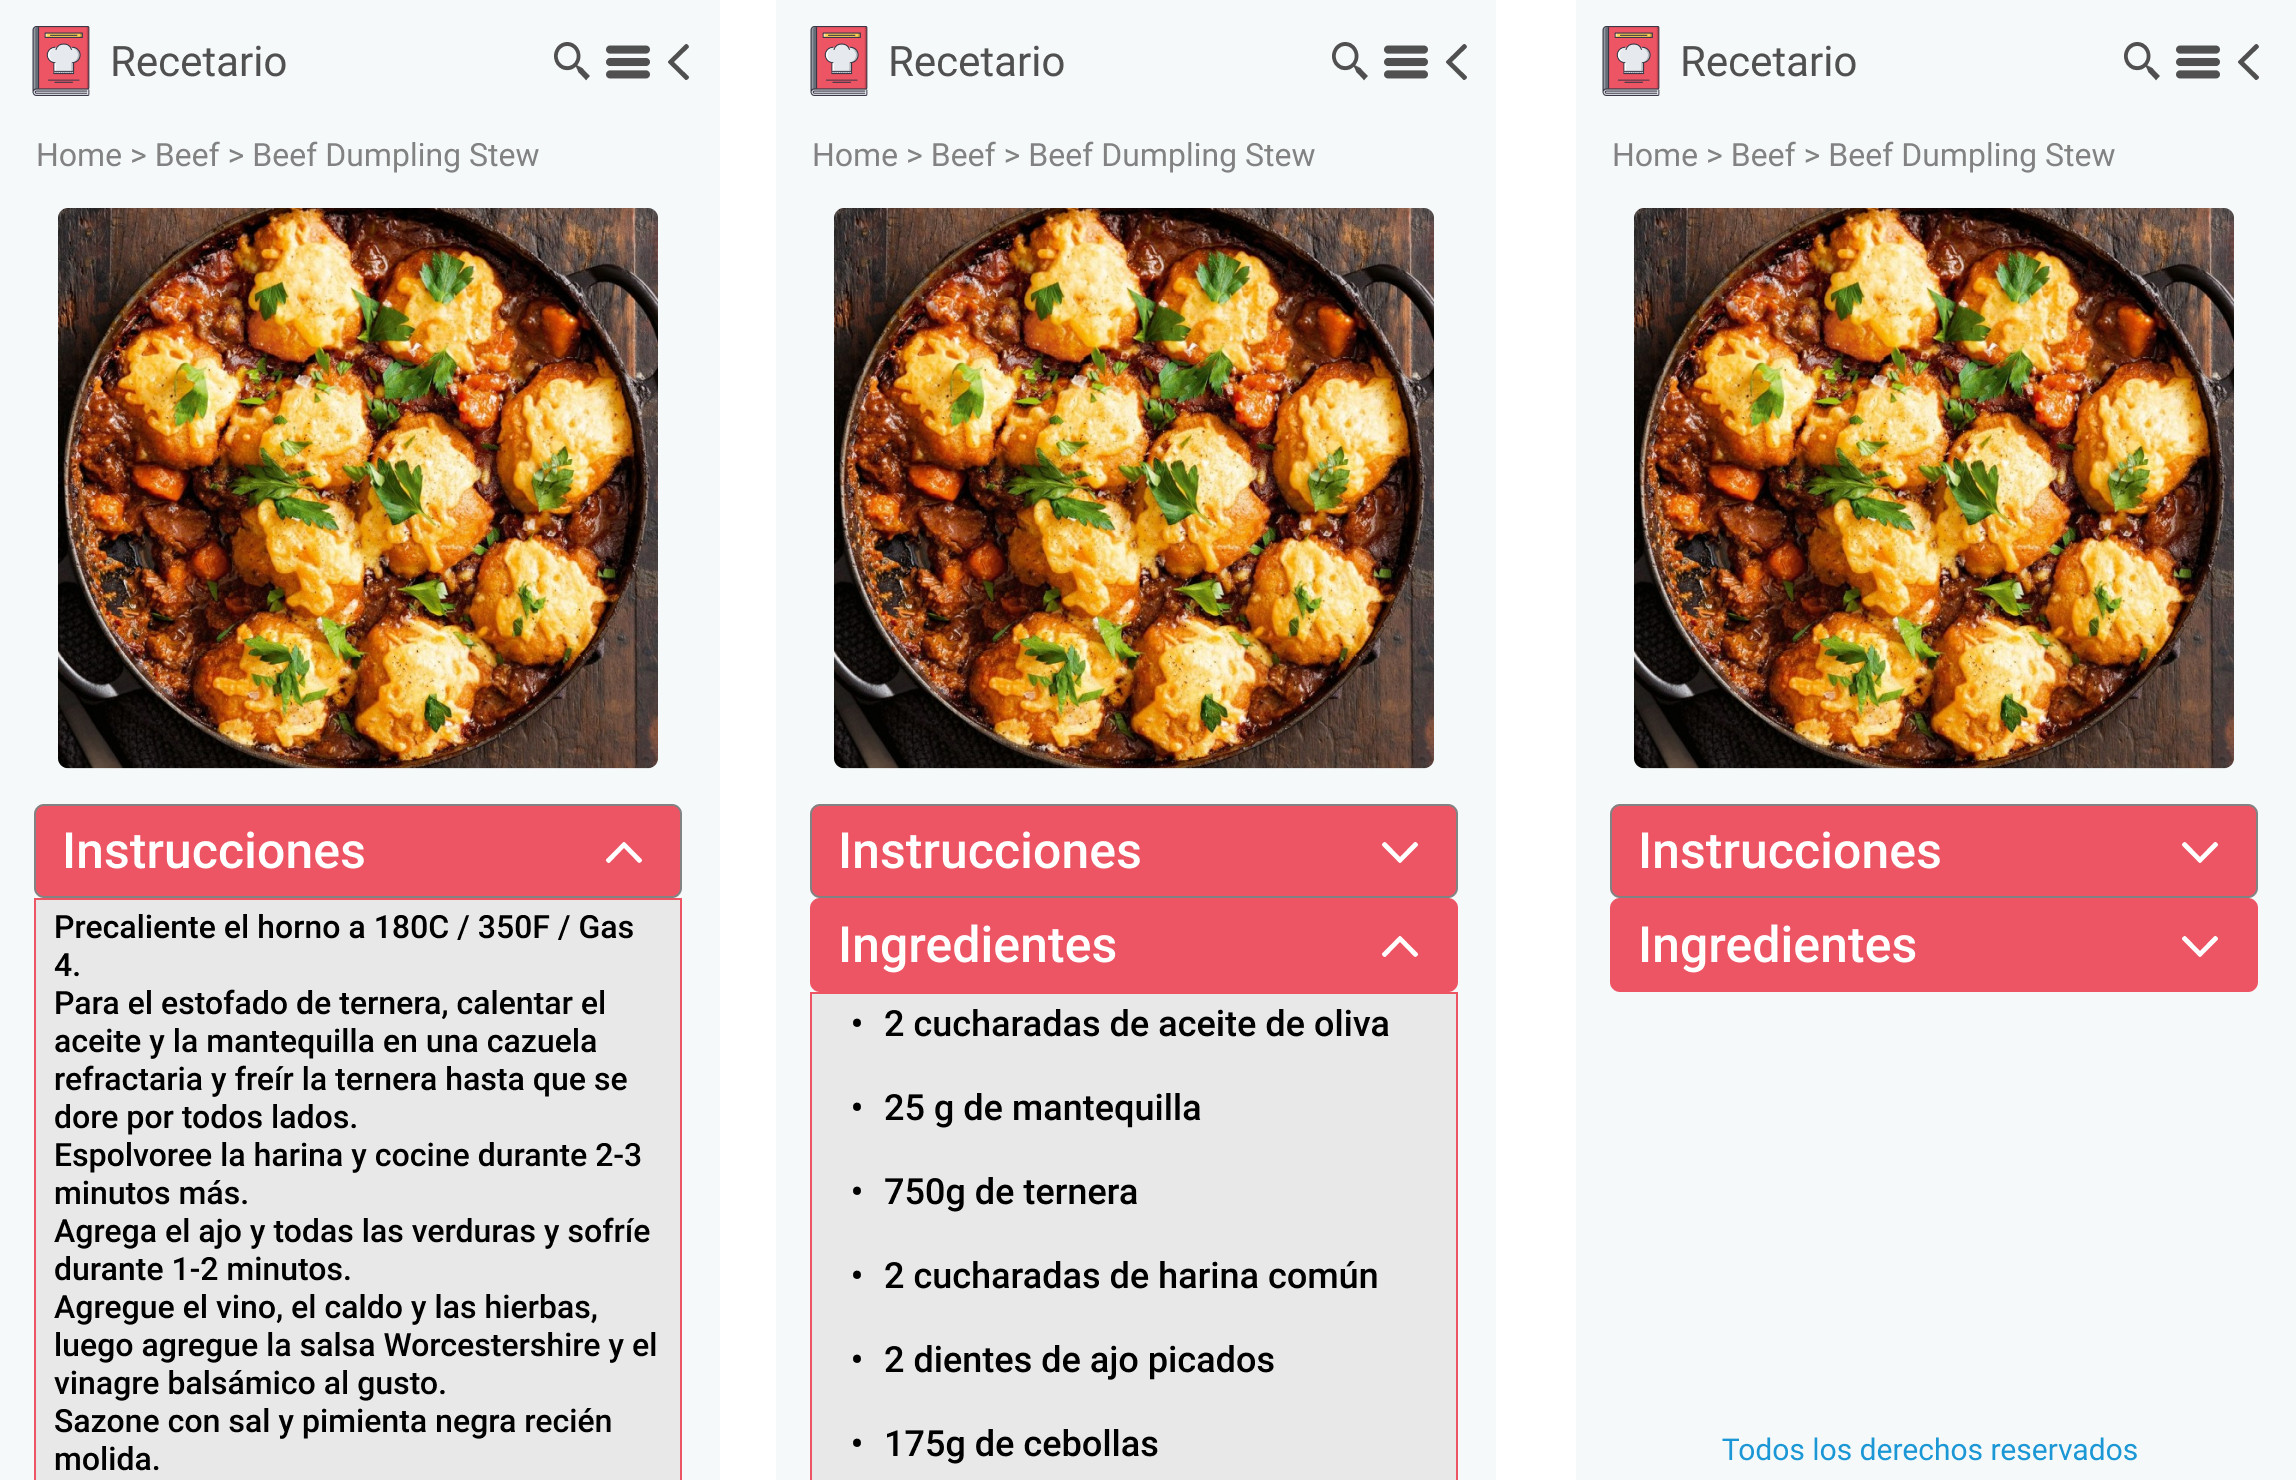 Recetario
Home > Beef > Beef Dumpling Stew
Instrucciones
Precaliente el horno a 180C / 350F / Gas
4.
Para el estofado de ternera, calentar el
aceite y la mantequilla en una cazuela
refractaria y freír la ternera hasta que se
dore por todos lados.
Espolvoree la harina y cocine durante 2-3
minutos más.
Agrega el ajo y todas las verduras y sofríe
durante 1-2 minutos.
Agregue el vino, el caldo y las hierbas,
luego agregue la salsa Worcestershire y el
vinagre balsámico al gusto.
Sazone con sal y pimienta negra recién
molida.
Recetario
Home > Beef > Beef Dumpling Stew
Instrucciones
Ingredientes
• 2 cucharadas de aceite de oliva
• 25 g de mantequilla
• 750g de ternera
• 2 cucharadas de harina común
• 2 dientes de ajo picados
• 175g de cebollas
Recetario
Home > Beef > Beef Dumpling Stew
Instrucciones
Ingredientes
Todos los derechos reservados